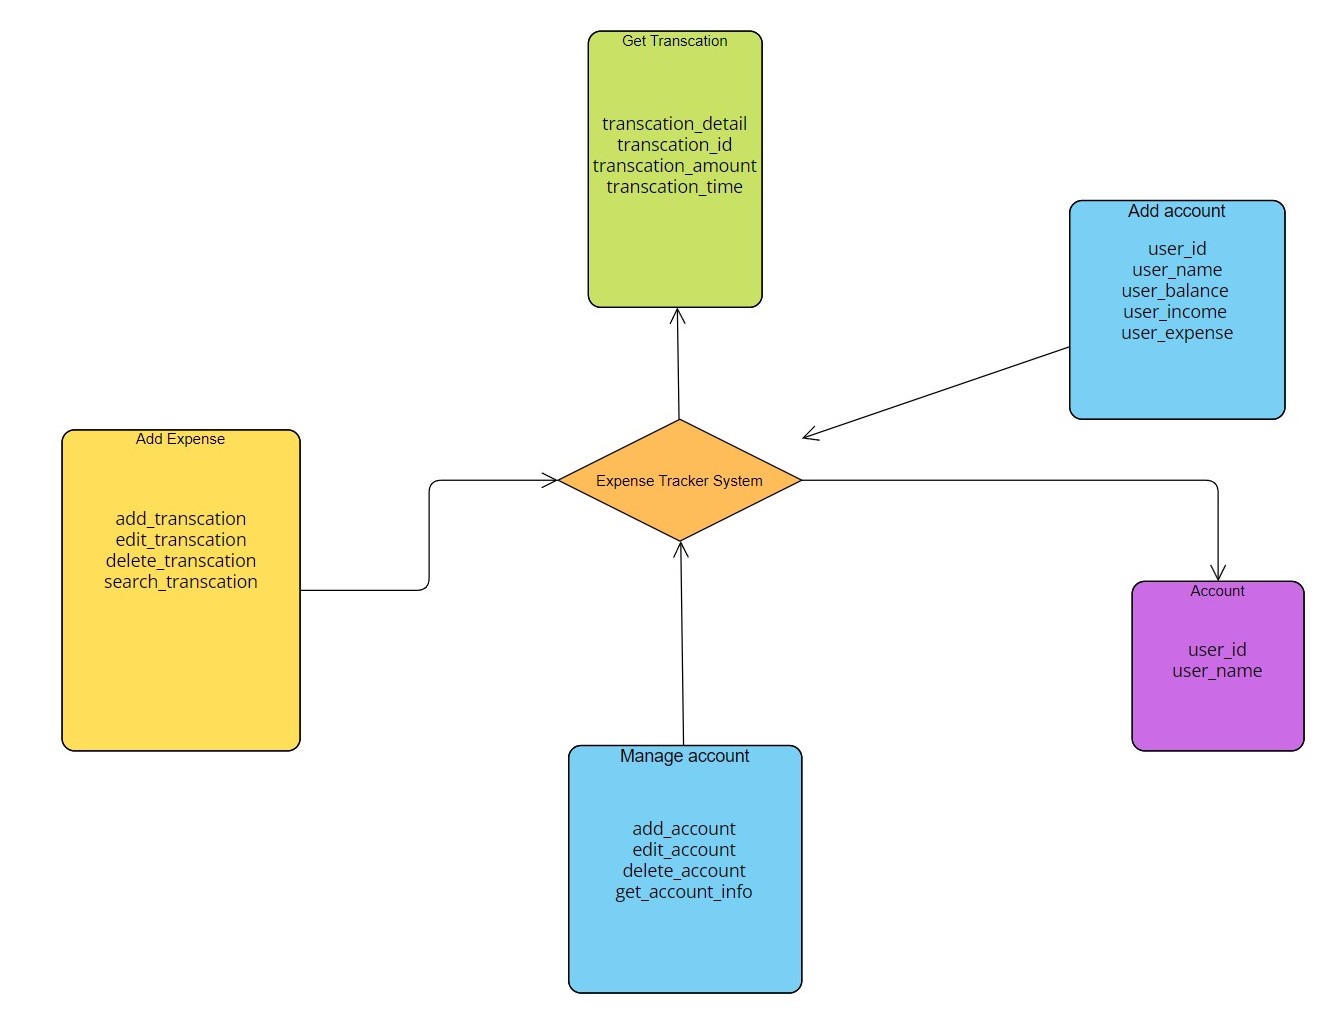 Get Transcation
transcation_detail
transcation_id
transcation_amount
transcation_time
Add account
user_id
user_name
user_balance
user_income
user_expense
Add Expense
add_transcation
edit_transcation
delete_transcation
search_transcation
Expense Tracker System
Account
user_id
user_name
Manage account
add_account
edit_account
delete_account
get_account_info